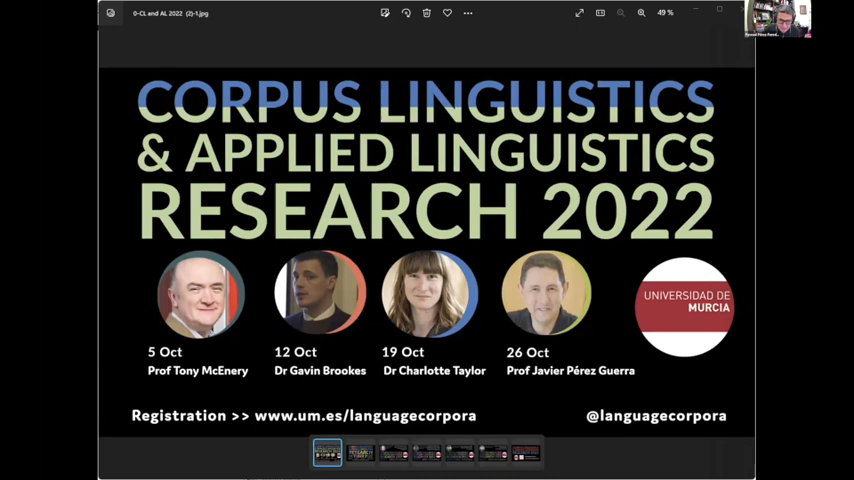 0-CL and AL 2022 (2)-1.jpg
49 %
CORPUS LINGUISTICS
& APPLIED LINGUISTICS
RESEARCH 2022
UNIVERSIDAD DE
MURCIA
5 Oct
12 Oct
19 Oct
26 Oct
Prof Tony McEnery
Dr Gavin Brookes
Dr Charlotte Taylor
Prof Javier Pérez Guerra
Registration >> www.um.es/languagecorpora
@languagecorpora